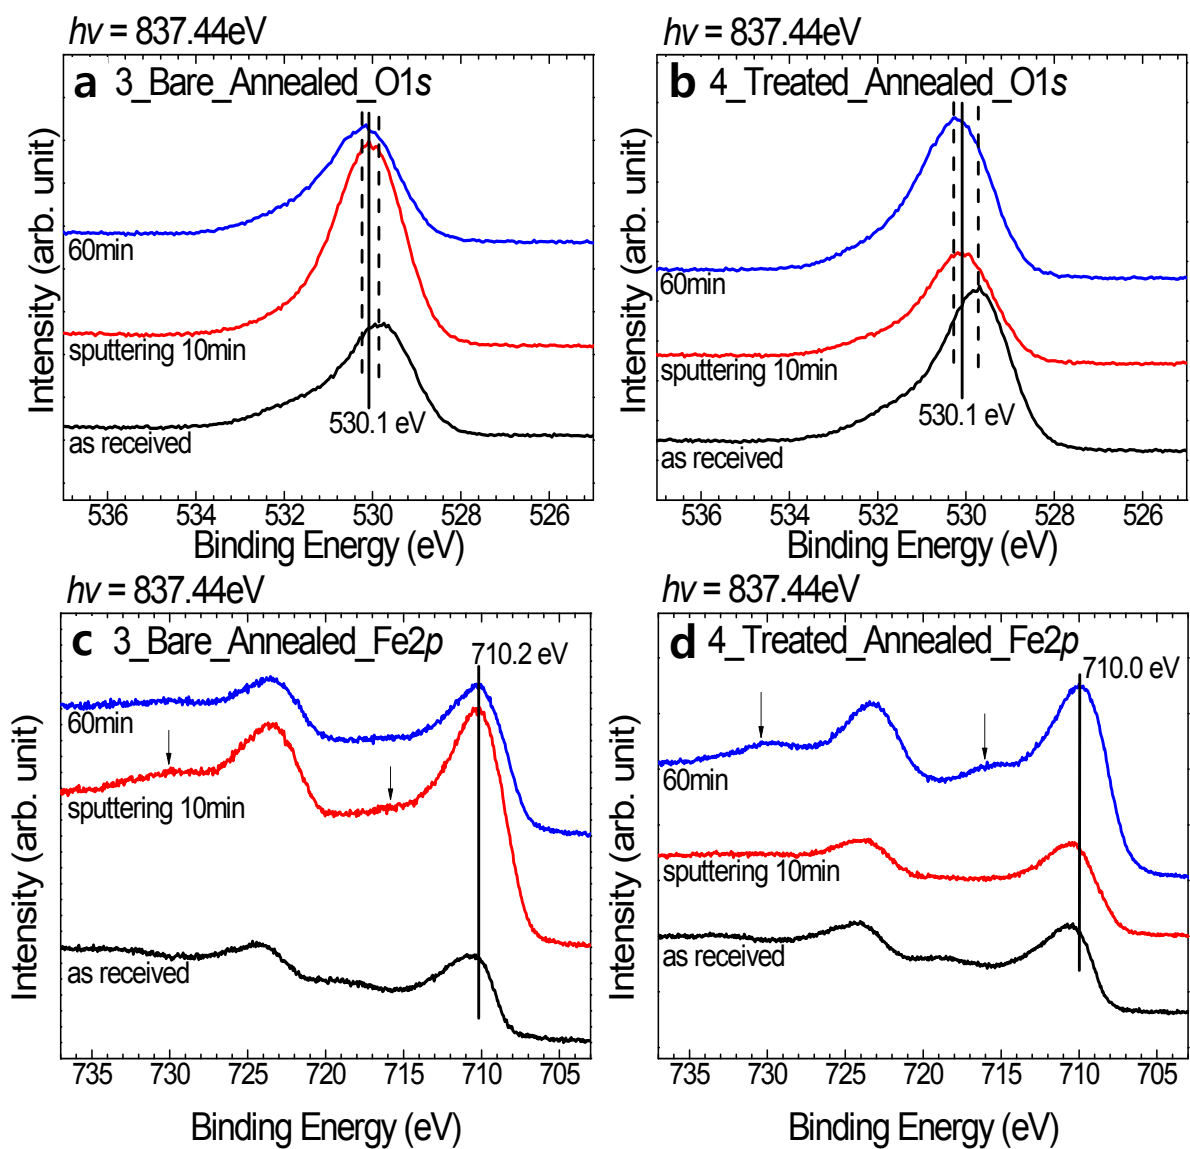 hv = 837.44eV
a 3_Bare_Annealed_O1s
60min
sputtering 10min
as received
530.1 eV
Intensity (arb. unit)
536 534 532 530 528 526
Binding Energy (eV)
hv = 837.44eV
b 4_Treated_Annealed_O1s
60min
sputtering 10min
as received
530.1 eV
Intensity (arb. unit)
536 534 532 530 528 526
Binding Energy (eV)
hv = 837.44eV
c 3_Bare_Annealed_Fe2p
710.2 eV
60min
sputtering 10min
as received
Intensity (arb. unit)
735 730 725 720 715 710 705
Binding Energy (eV)
hv = 837.44eV
d 4_Treated_Annealed_Fe2p
710.0 eV
60min
sputtering 10min
as received
Intensity (arb. unit)
735 730 725 720 715 710 705
Binding Energy (eV)